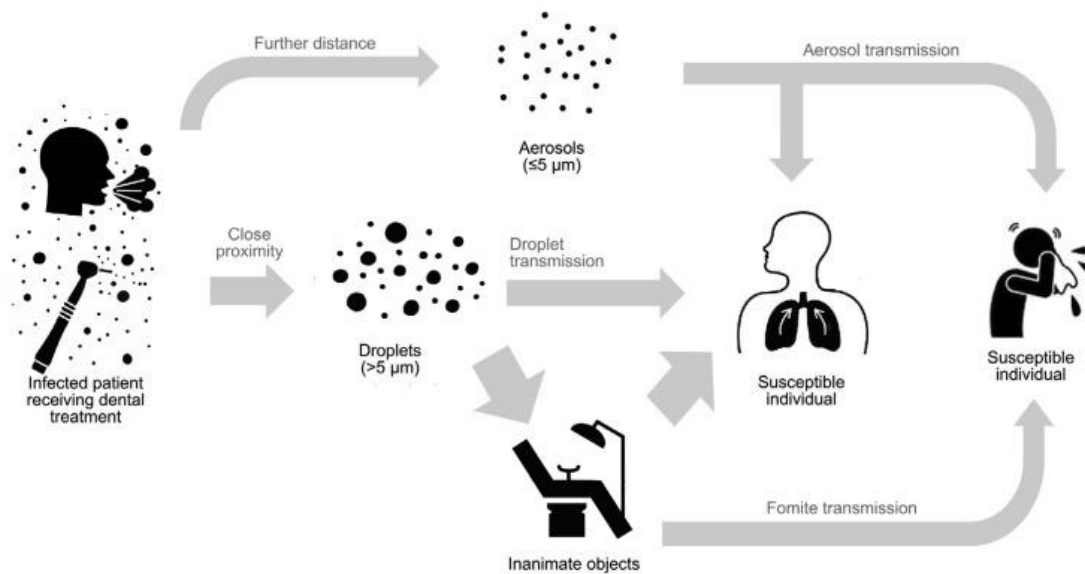 Further distance
Aerosol transmission
Aerosols
(≤5 μm)
Close
proximity
Droplet
transmission
Droplets
(>5 μm)
Infected patient
receiving dental
treatment
Susceptible
individual
Susceptible
individual
Fomite transmission
Inanimate objects